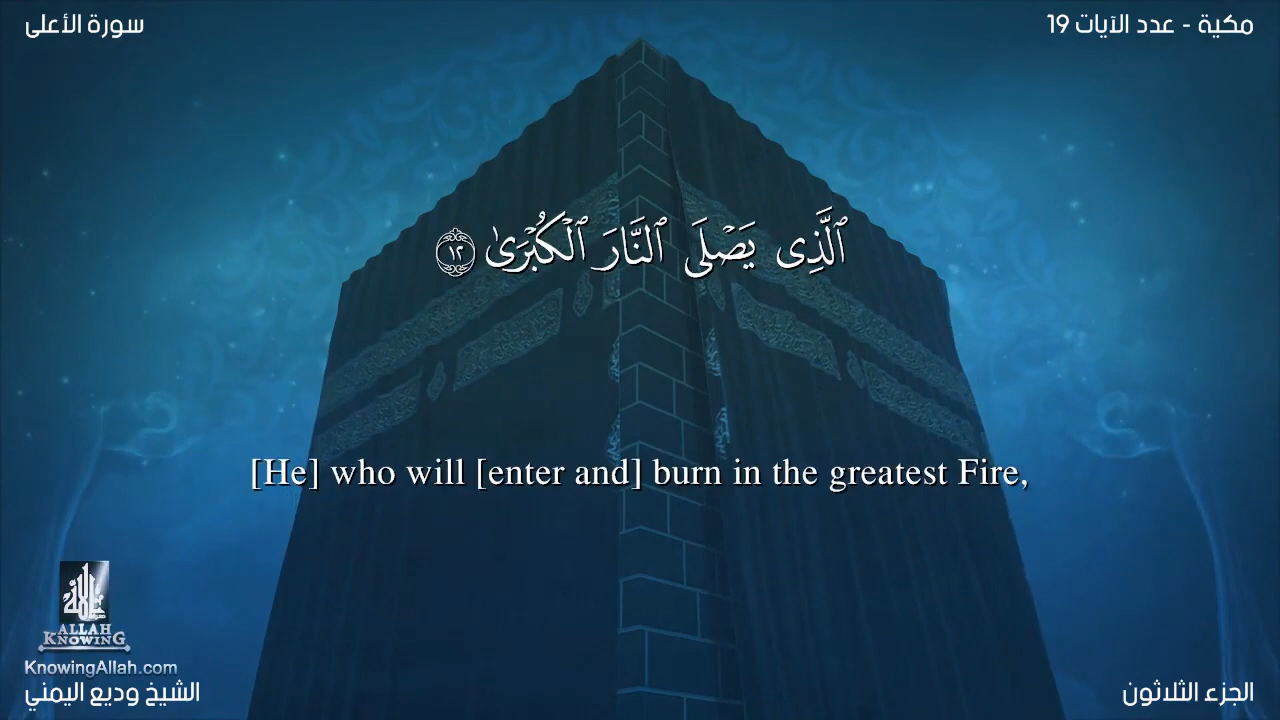 سورة الأعلى
مكية - عدد الآيات 19
ٱلَّذِى يَصْلَى ٱلنَّارَ ٱلْكُبْرَىٰ ١٢
[He] who will [enter and] burn in the greatest Fire,
ALLAH
KNOWING
KnowingAllah.com
الشيخ وديع اليمني
الجزء الثلاثون